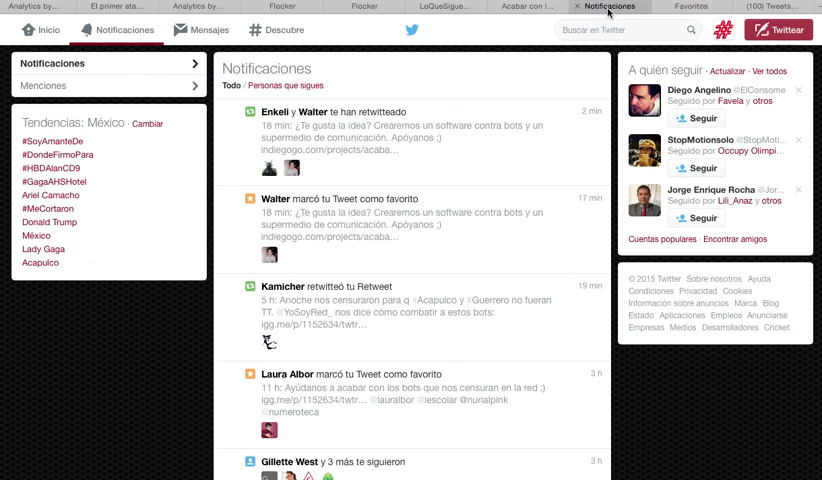 Analytics by...
El primer ata...
Analytics by...
Flocker
Flocker
LoQueSigue...
Acabar con l...
Notificaciones
Favoritos
(100) Tweets...
Inicio
Notificaciones
Mensajes
Descubre
Buscar en Twitter
Twittear
Notificaciones
Menciones
Tendencias: México · Cambiar
#SoyAmanteDe
#DondeFirmoPara
#HBDAlanCD9
#GagaAHSHotel
Ariel Camacho
#MeCortaron
Donald Trump
México
Lady Gaga
Acapulco
Notificaciones
Todo / Personas que sigues
Enkeli y Walter te han retwitteado
2 min
18 min: ¿Te gusta la idea? Crearemos un software contra bots y un
supermedio de comunicación. Apóyanos ;)
indiegogo.com/projects/acaba...
Walter marcó tu Tweet como favorito
17 min
18 min: ¿Te gusta la idea? Crearemos un software contra bots y un
supermedio de comunicación. Apóyanos ;)
indiegogo.com/projects/acaba...
Kamicher retwitteó tu Retweet
19 min
5 h: Anoche nos censuraron para q #Acapulco y #Guerrero no fueran
TT. @YoSoyRed_ nos dice cómo combatir a estos bots:
igg.me/p/1152634/twtr...
Laura Albor marcó tu Tweet como favorito
3 h
11 h: Ayúdanos a acabar con los bots que nos censuran en la red ;)
igg.me/p/1152634/twtr... @lauralbor @iescolar @nurialpink
@numeroteca
Gillette West y 3 más te siguieron
3 h
A quién seguir · Actualizar · Ver todos
Diego Angelino @ElConsome
Seguido por Favela y otros
Seguir
StopMotionsolo @StopMoti...
Seguido por Occupy Olimpi...
Seguir
Jorge Enrique Rocha @Jor...
Seguido por Lili_Anaz y otros
Seguir
Cuentas populares · Encontrar amigos
© 2015 Twitter Sobre nosotros Ayuda
Condiciones Privacidad Cookies
Información sobre anuncios Marca Blog
Estado Aplicaciones Empleos Anunciarse
Empresas Medios Desarrolladores Cricket